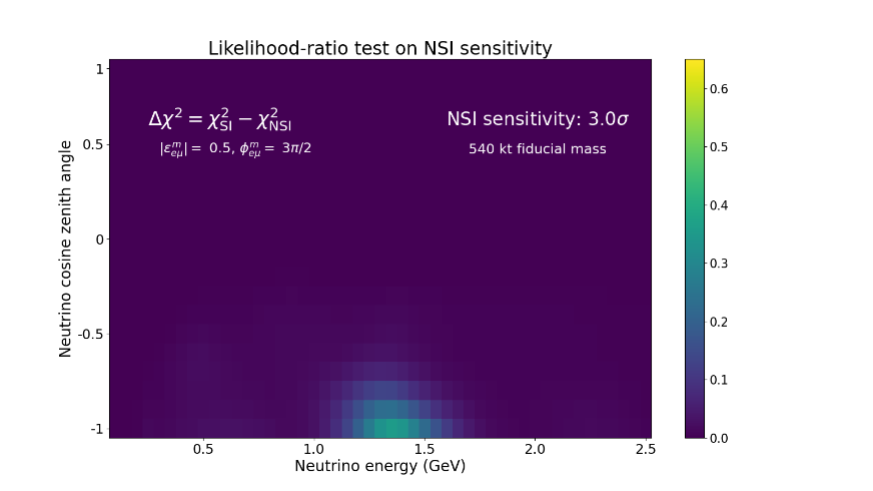 Likelihood-ratio test on NSI sensitivity
Δχ² = χ²_SI − χ²_NSI
|ε^m_eμ| = 0.5, ϕ^m_eμ = 3π/2
NSI sensitivity: 3.0σ
540 kt fiducial mass
Neutrino cosine zenith angle
1
0.5
0
-0.5
-1
0.5
1.0
1.5
2.0
2.5
Neutrino energy (GeV)
0.6
0.5
0.4
0.3
0.2
0.1
0.0